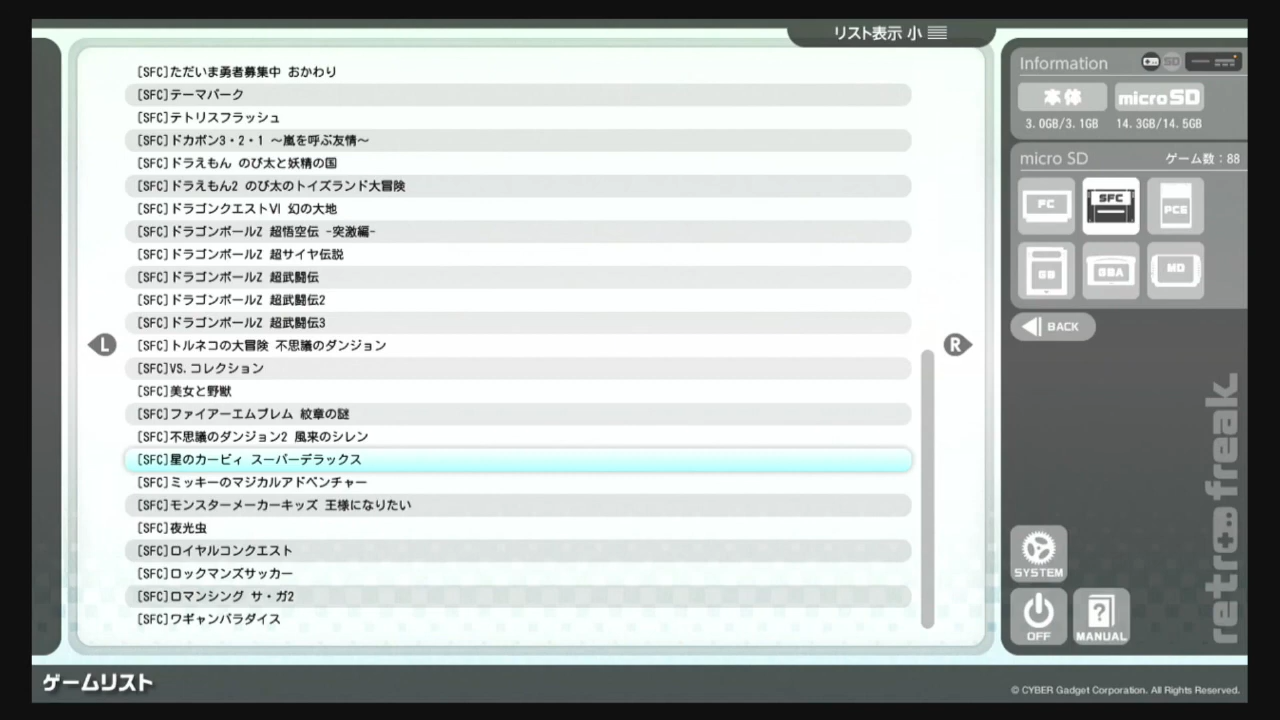 リスト表示 小
[SFC]ただいま勇者募集中 おかわり
[SFC]テーマパーク
[SFC]テトリスフラッシュ
[SFC]ドカポン3・2・1 〜嵐を呼ぶ友情〜
[SFC]ドラえもん のび太と妖精の国
[SFC]ドラえもん2 のび太のトイズランド大冒険
[SFC]ドラゴンクエストⅥ 幻の大地
[SFC]ドラゴンボールZ 超悟空伝 -突激編-
[SFC]ドラゴンボールZ 超サイヤ伝説
[SFC]ドラゴンボールZ 超武闘伝
[SFC]ドラゴンボールZ 超武闘伝2
[SFC]ドラゴンボールZ 超武闘伝3
[SFC]トルネコの大冒険 不思議のダンジョン
[SFC]VS.コレクション
[SFC]美女と野獣
[SFC]ファイアーエムブレム 紋章の謎
[SFC]不思議のダンジョン2 風来のシレン
[SFC]星のカービィ スーパーデラックス
[SFC]ミッキーのマジカルアドベンチャー
[SFC]モンスターメーカーキッズ 王様になりたい
[SFC]夜光虫
[SFC]ロイヤルコンクエスト
[SFC]ロックマンズサッカー
[SFC]ロマンシング サ・ガ2
[SFC]ワギャンパラダイス
L
R
Information
SD
本体 microSD
3.0GB/3.1GB 14.3GB/14.5GB
micro SD ゲーム数：88
FC SFC PCE
GB GBA MD
BACK
retro freak
SYSTEM
OFF MANUAL
ゲームリスト
© CYBER Gadget Corporation. All Rights Reserved.